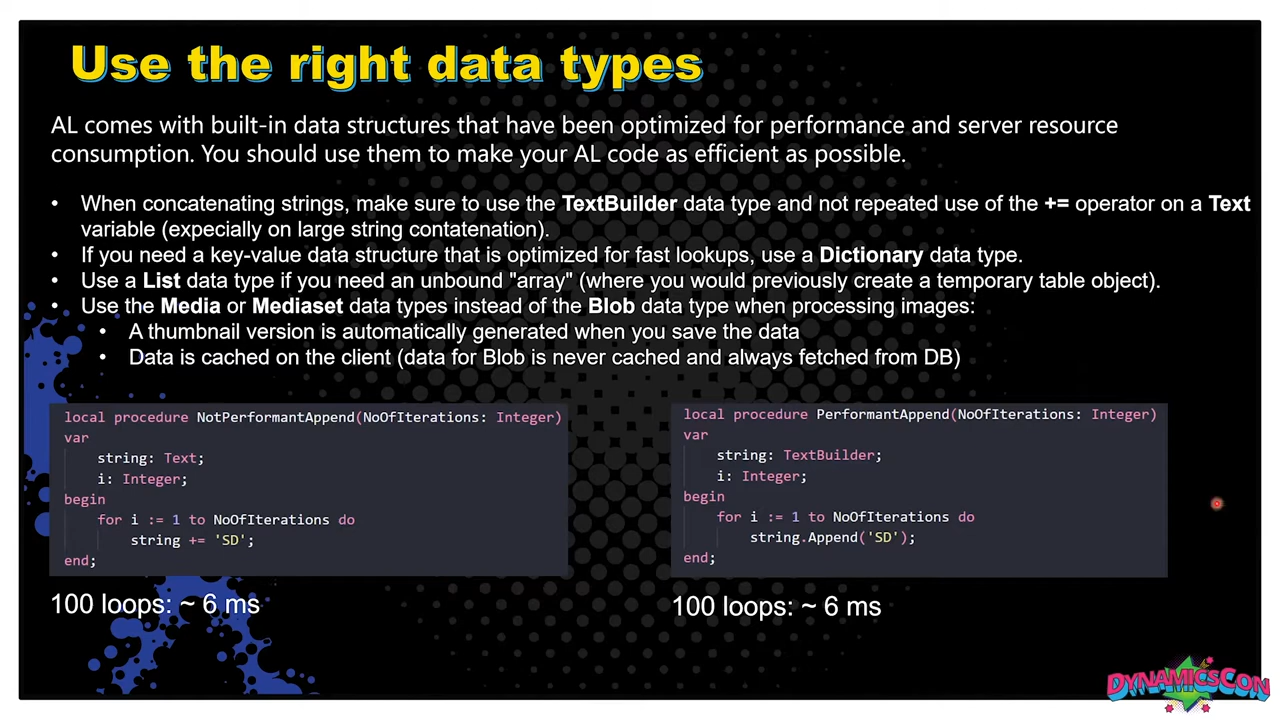 Use the right data types
AL comes with built-in data structures that have been optimized for performance and server resource
consumption. You should use them to make your AL code as efficient as possible.
• When concatenating strings, make sure to use the TextBuilder data type and not repeated use of the += operator on a Text
variable (expecially on large string contatenation).
• If you need a key-value data structure that is optimized for fast lookups, use a Dictionary data type.
• Use a List data type if you need an unbound "array" (where you would previously create a temporary table object).
• Use the Media or Mediaset data types instead of the Blob data type when processing images:
• A thumbnail version is automatically generated when you save the data
• Data is cached on the client (data for Blob is never cached and always fetched from DB)
local procedure NotPerformantAppend(NoOfIterations: Integer)
var
string: Text;
i: Integer;
begin
for i := 1 to NoOfIterations do
string += 'SD';
end;
100 loops: ~ 6 ms
local procedure PerformantAppend(NoOfIterations: Integer)
var
string: TextBuilder;
i: Integer;
begin
for i := 1 to NoOfIterations do
string.Append('SD');
end;
100 loops: ~ 6 ms
DYNAMICSCON